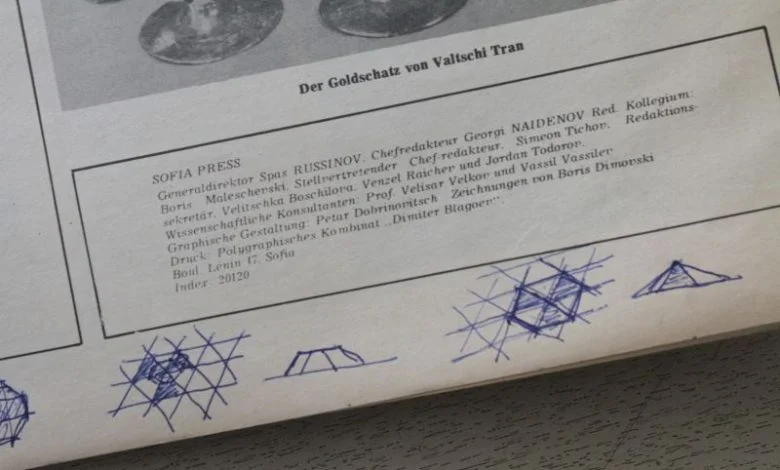 Der Goldschatz von Valtschi Tran
SOFIA PRESS
Generaldirektor Spas RUSSINOV. Chefredakteur Georgi NAIDENOV Red. Kollegium:
Boris Maleschevski, Stellvertretender Chef-redakteur. Simeon Tichov, Redaktions-
sekretär, Velitschka Boschilova, Venzel Raichev und Jordan Todorov.
Wissenschaftliche Konsultanten: Prof. Velisar Velkov und Vassil Vassilev
Graphische Gestaltung: Petar Dobrinovitsch Zeichnungen von Boris Dimovski
Druck: Polygraphisches Kombinat „Dimiter Blagoev".
Boul. Lenin 17, Sofia
Index: 20120